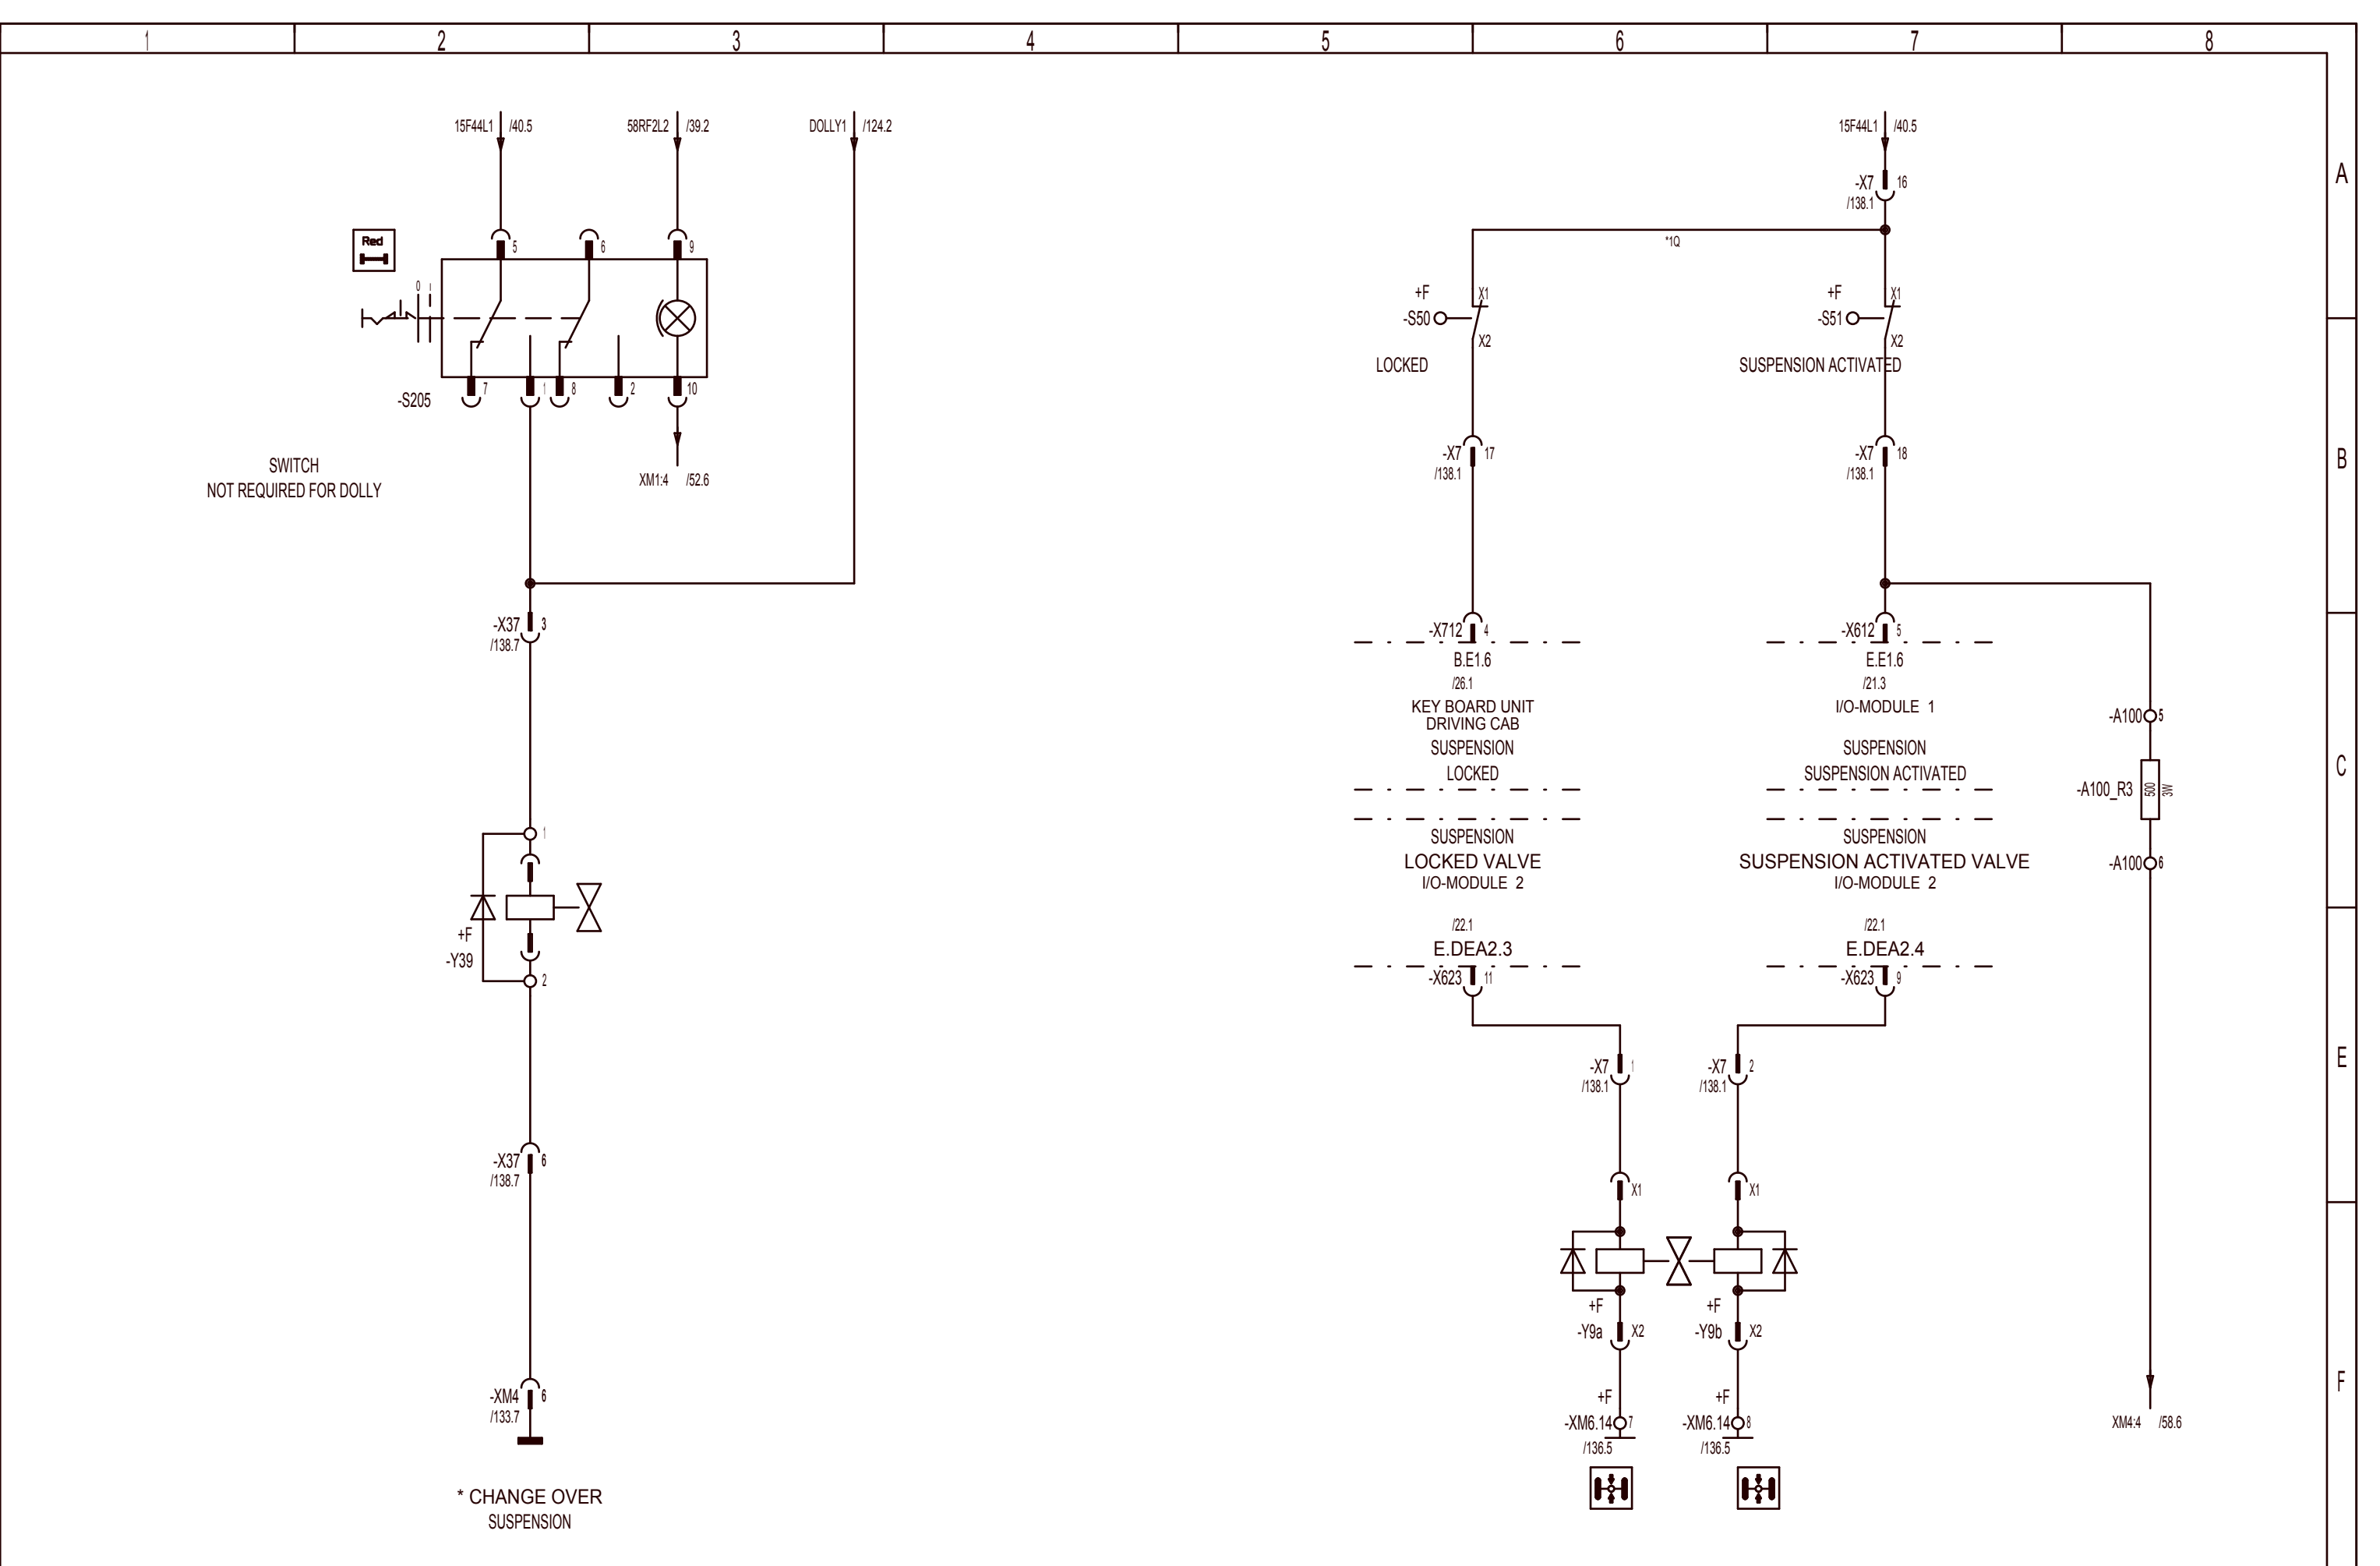 1 2 3 4 5 6 7 8
15F44L1 /40.5
58RF2L2 /39.2
DOLLY1 /124.2
15F44L1 /40.5
A
-X7 16
/138.1
Red
5 6 9
*1Q
0 I
+F
-S50
X1
X2
LOCKED
+F
-S51
X1
X2
SUSPENSION ACTIVATED
7 1 8 2 10
-S205
SWITCH
NOT REQUIRED FOR DOLLY
XM1:4 /52.6
-X7 17
/138.1
-X7 18
/138.1
B
-X37 3
/138.7
-X712 4
B.E1.6
/26.1
KEY BOARD UNIT
DRIVING CAB
SUSPENSION
LOCKED
-X612 5
E.E1.6
/21.3
I/O-MODULE 1
SUSPENSION
SUSPENSION ACTIVATED
-A100 5
-A100_R3
500
3W
-A100 6
C
SUSPENSION
LOCKED VALVE
I/O-MODULE 2
/22.1
E.DEA2.3
-X623 11
SUSPENSION
SUSPENSION ACTIVATED VALVE
I/O-MODULE 2
/22.1
E.DEA2.4
-X623 9
1
+F
-Y39
2
E
-X7 1
/138.1
-X7 2
/138.1
-X37 6
/138.7
X1
X1
+F
-Y9a X2
+F
-Y9b X2
-XM4 6
/133.7
+F
-XM6.14 7
/136.5
+F
-XM6.14 8
/136.5
XM4:4 /58.6
F
* CHANGE OVER
SUSPENSION